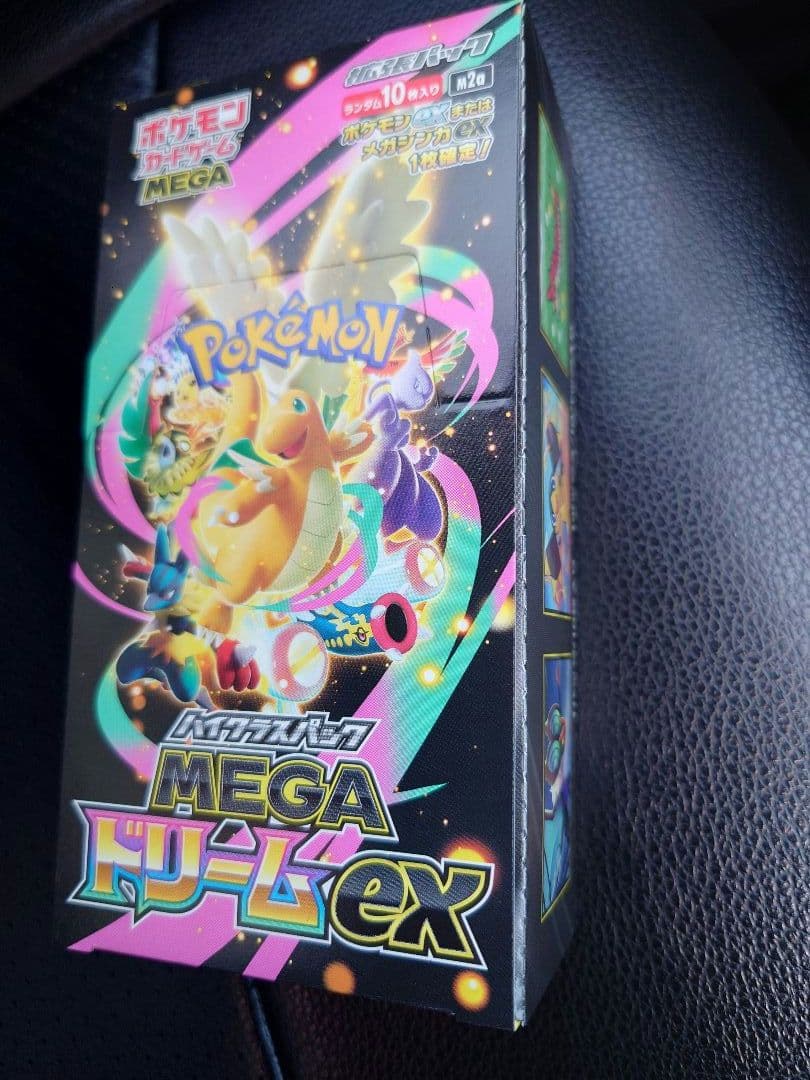 拡張パック
ランダム10枚入り M2a
ポケモンexまたは
メガシンカex
1枚確定!
ポケモン
カードゲーム
MEGA
POKéMON
ハイクラスパック
MEGA
ドリームex